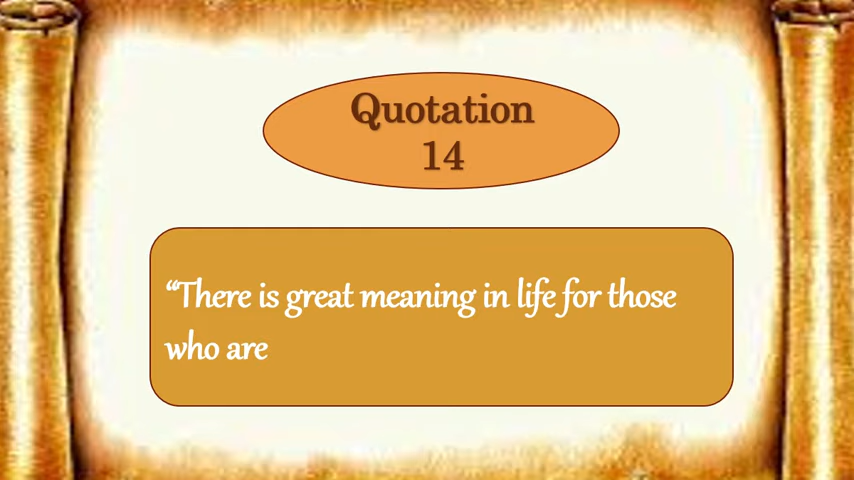 Quotation
14
“There is great meaning in life for those
who are